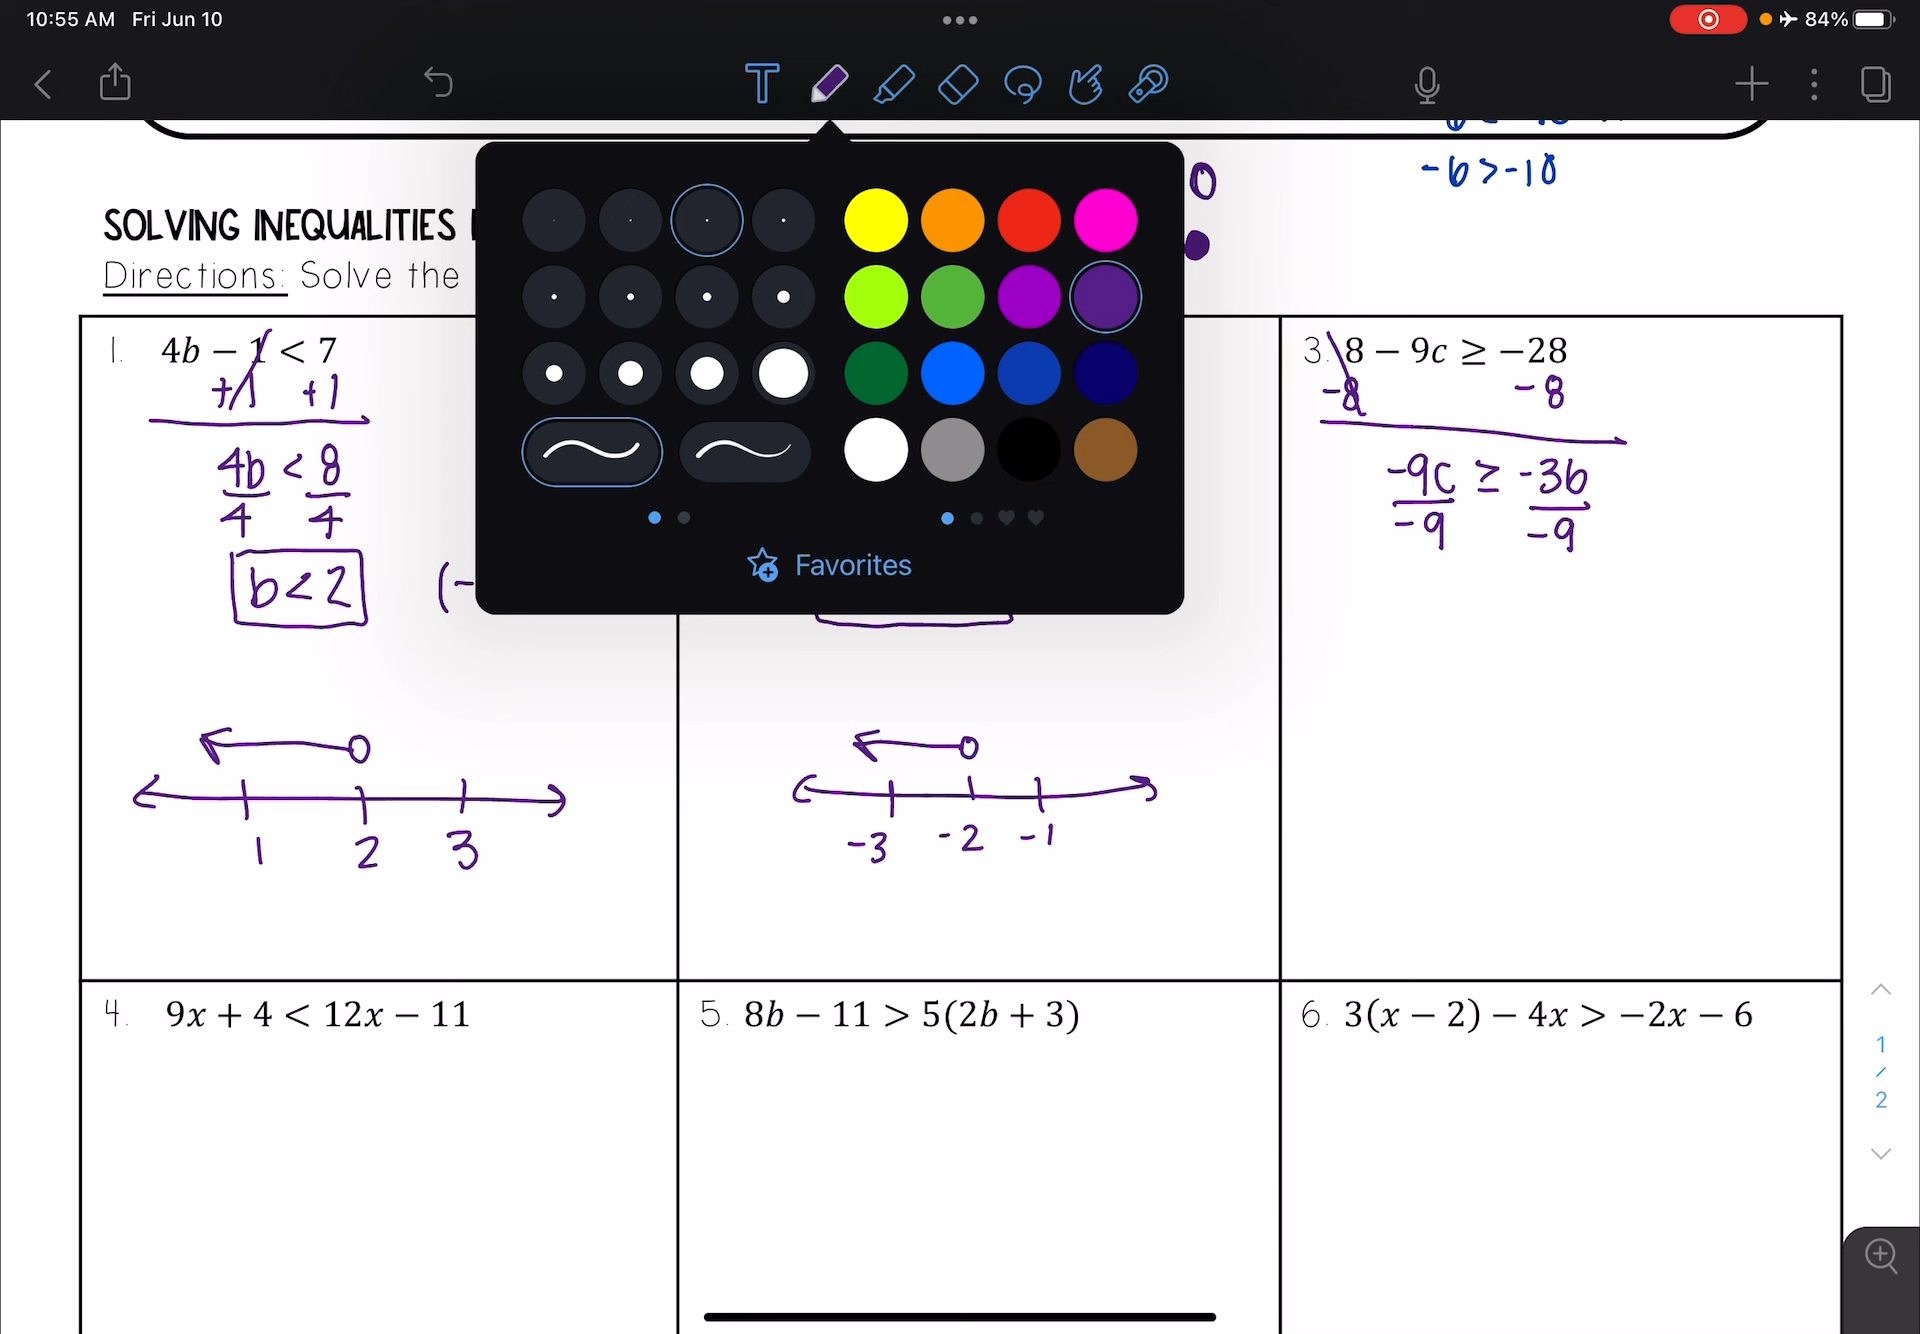 10:55 AM Fri Jun 10
84%
T
-6 > -10
SOLVING INEQUALITIES
Directions: Solve the
1. 4b − 1 < 7
+1 +1
4b < 8
4 4
b < 2
(-
1 2 3
-3 -2 -1
3. 8 − 9c ≥ −28
-8 -8
-9c ≥ -36
-9 -9
Favorites
4. 9x + 4 < 12x − 11
5. 8b − 11 > 5(2b + 3)
6. 3(x − 2) − 4x > −2x − 6
1
/
2